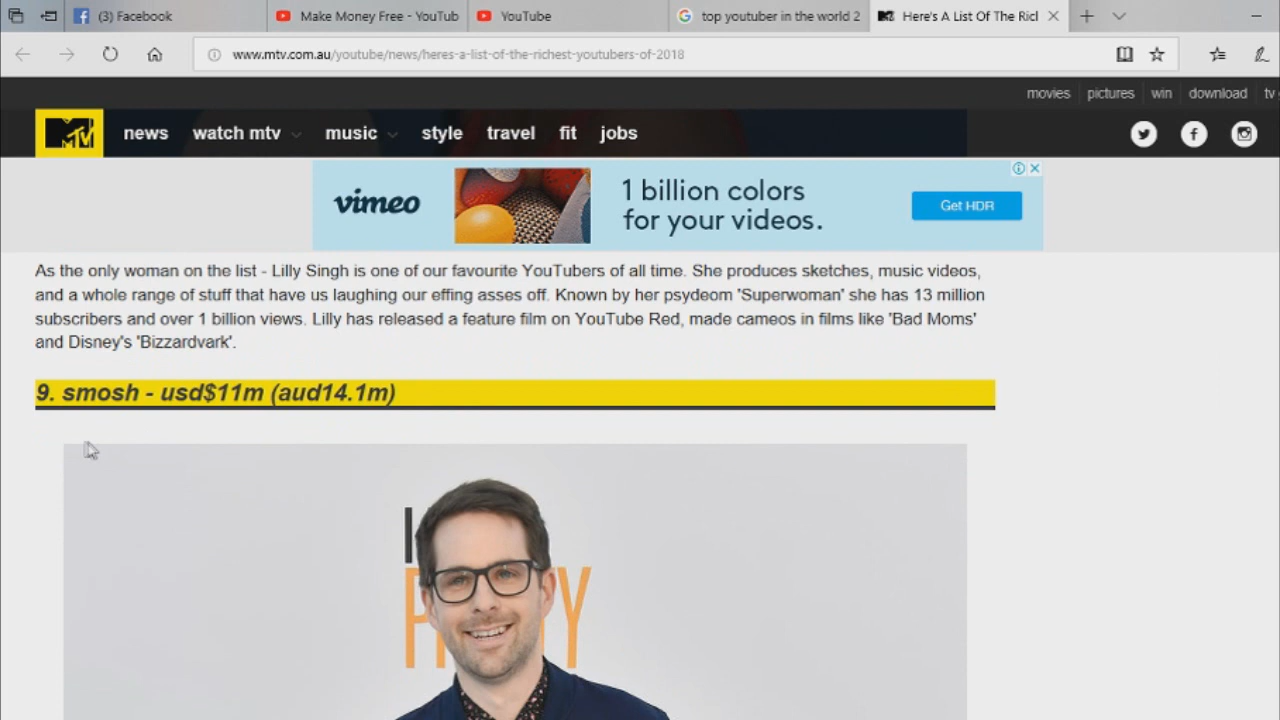 (3) Facebook
Make Money Free - YouTub
YouTube
top youtuber in the world 2
Here's A List Of The Ricl
www.mtv.com.au/youtube/news/heres-a-list-of-the-richest-youtubers-of-2018
movies pictures win download tv
MTV news watch mtv music style travel fit jobs
vimeo
1 billion colors
for your videos.
Get HDR
As the only woman on the list - Lilly Singh is one of our favourite YouTubers of all time. She produces sketches, music videos,
and a whole range of stuff that have us laughing our effing asses off. Known by her psydeom 'Superwoman' she has 13 million
subscribers and over 1 billion views. Lilly has released a feature film on YouTube Red, made cameos in films like 'Bad Moms'
and Disney's 'Bizzardvark'.
9. smosh - usd$11m (aud14.1m)